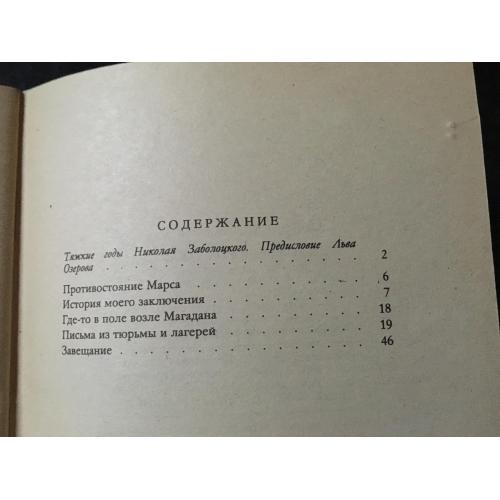 СОДЕРЖАНИЕ
Тяжкие годы Николая Заболоцкого. Предисловие Льва
Озерова . . . . . . . . . . . . . . . 2
Противостояние Марса . . . . . . . . . . . 6
История моего заключения . . . . . . . . . . 7
Где-то в поле возле Магадана . . . . . . . . . 18
Письма из тюрьмы и лагерей . . . . . . . . . 19
Завещание . . . . . . . . . . . . . . . 46